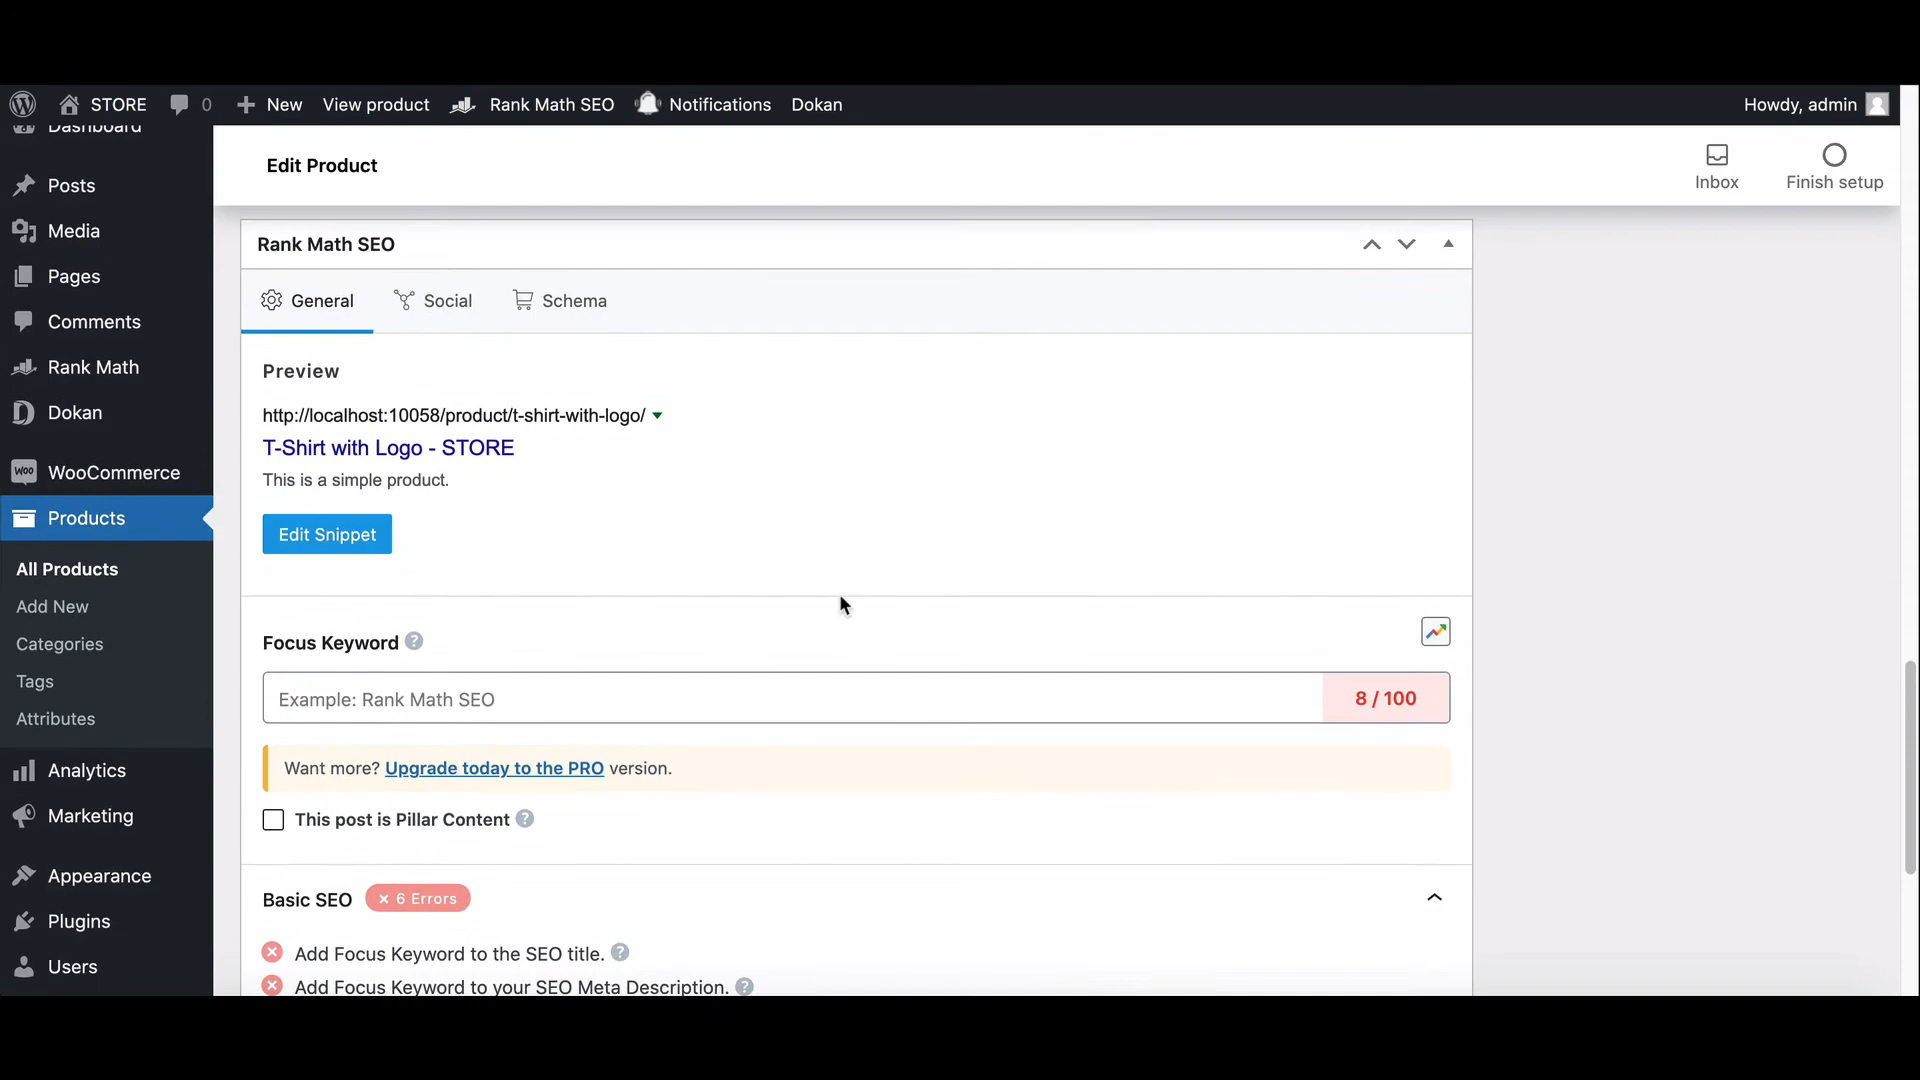 STORE 0 New View product Rank Math SEO Notifications Dokan Howdy, admin
Dashboard
Posts
Media
Pages
Comments
Rank Math
Dokan
WooCommerce
Products
All Products
Add New
Categories
Tags
Attributes
Analytics
Marketing
Appearance
Plugins
Users
Edit Product
Inbox
Finish setup
Rank Math SEO
General Social Schema
Preview
http://localhost:10058/product/t-shirt-with-logo/
T-Shirt with Logo - STORE
This is a simple product.
Edit Snippet
Focus Keyword ?
Example: Rank Math SEO 8 / 100
Want more? Upgrade today to the PRO version.
This post is Pillar Content ?
Basic SEO × 6 Errors
Add Focus Keyword to the SEO title. ?
Add Focus Keyword to your SEO Meta Description. ?